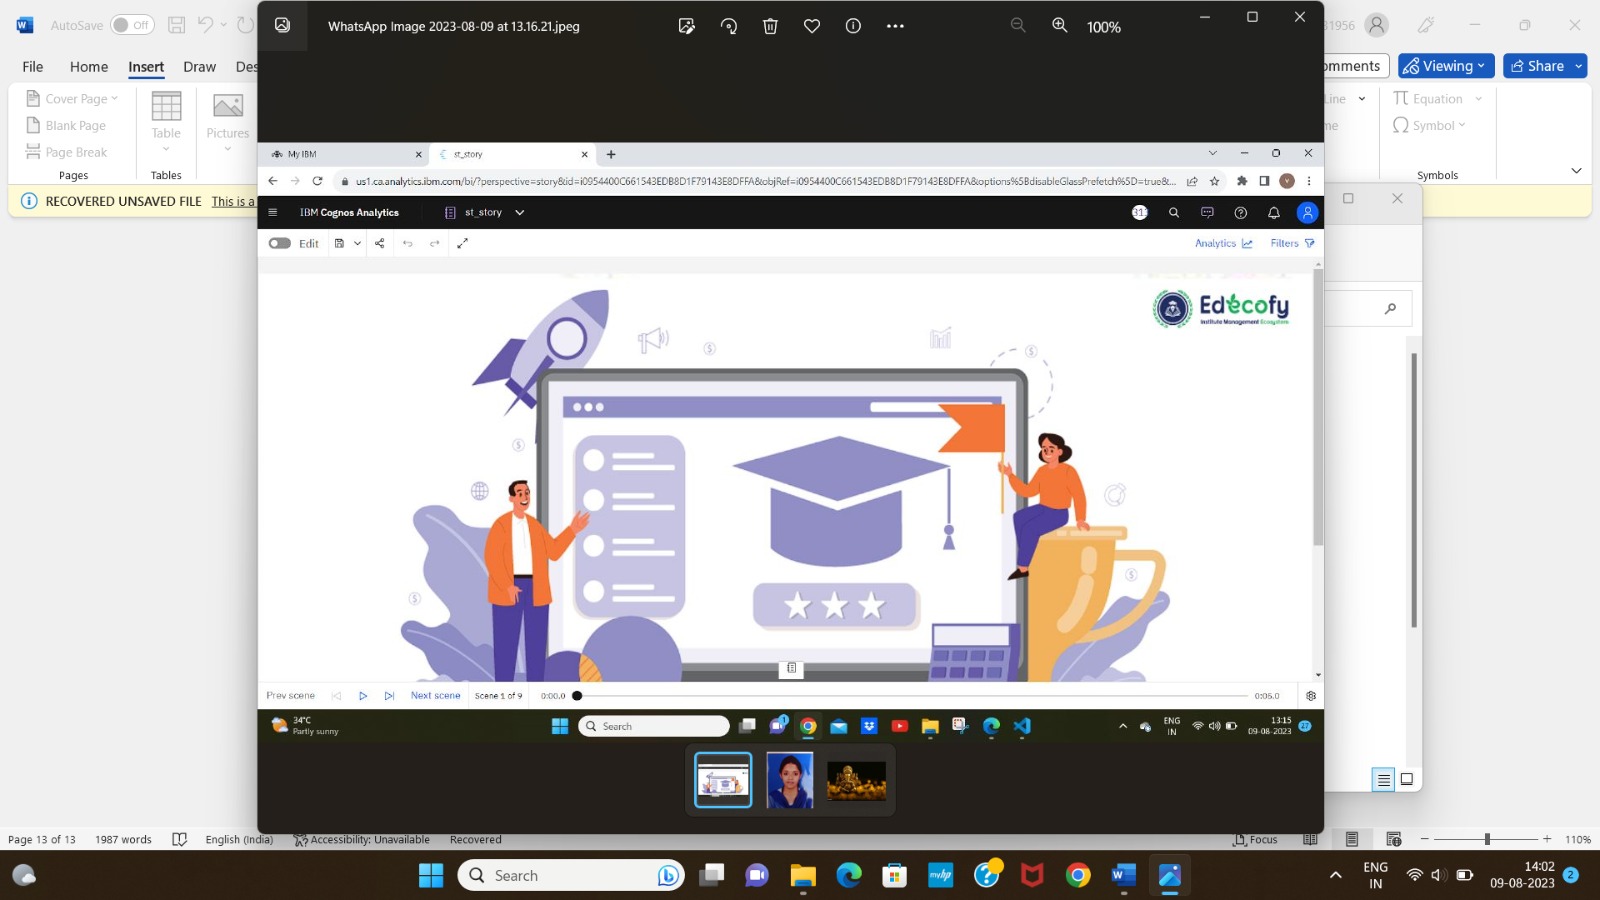 AutoSave Off
WhatsApp Image 2023-08-09 at 13.16.21.jpeg
100%
31956
File Home Insert Draw Des
omments Viewing Share
Cover Page
Blank Page
Page Break
Pages
Table
Tables
Pictures
Line
me
Equation
Symbol
Symbols
RECOVERED UNSAVED FILE This is a
My IBM
st_story
us1.ca.analytics.ibm.com/bi/?perspective=story&id=i0954400C661543EDB8D1F79143E8DFFA&objRef=i0954400C661543EDB8D1F79143E8DFFA&options%5BdisableGlassPrefetch%5D=true&t...
IBM Cognos Analytics st_story
Edit
Analytics Filters
Edecofy
Institute Management Ecosystem
Prev scene Next scene Scene 1 of 9 0:00.0 0:05.0
34°C
Partly sunny
Search
ENG
IN
13:15
09-08-2023
27
Page 13 of 13 1987 words English (India) Accessibility: Unavailable Recovered Focus 110%
Search
ENG
IN
14:02
09-08-2023
2